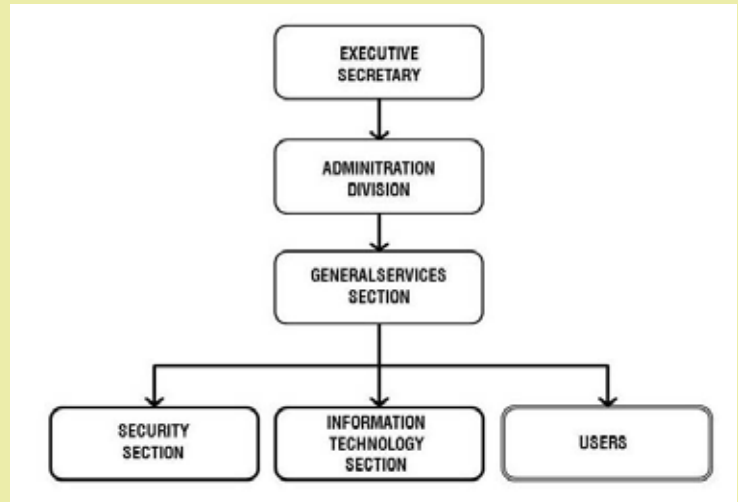 EXECUTIVE
SECRETARY
ADMINITRATION
DIVISION
GENERALSERVICES
SECTION
SECURITY
SECTION
INFORMATION
TECHNOLOGY
SECTION
USERS